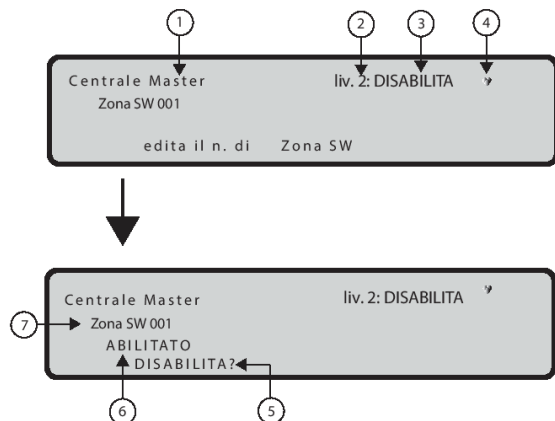 1 2 3 4
Centrale Master liv. 2: DISABILITA
Zona SW 001
edita il n. di Zona SW
Centrale Master liv. 2: DISABILITA
7 Zona SW 001
ABILITATO
DISABILITA?
6 5